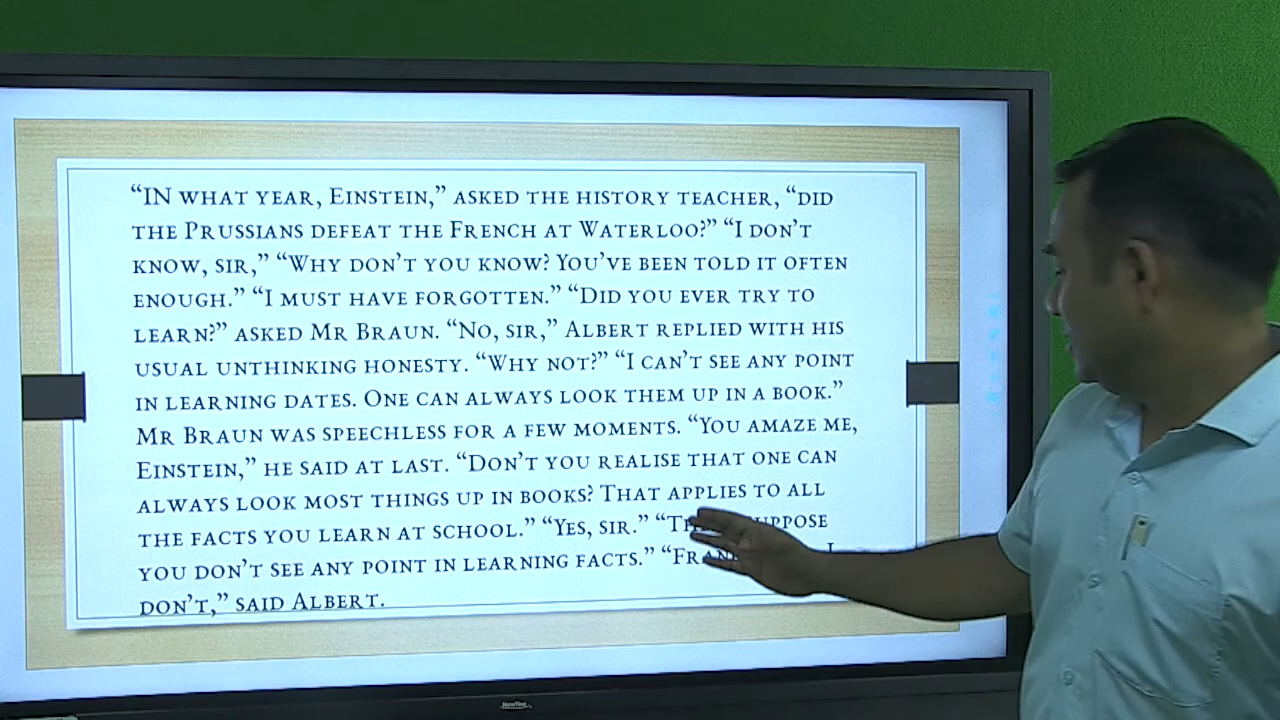 “IN WHAT YEAR, EINSTEIN,” ASKED THE HISTORY TEACHER, “DID
THE PRUSSIANS DEFEAT THE FRENCH AT WATERLOO?” “I DON’T
KNOW, SIR,” “WHY DON’T YOU KNOW? YOU’VE BEEN TOLD IT OFTEN
ENOUGH.” “I MUST HAVE FORGOTTEN.” “DID YOU EVER TRY TO
LEARN?” ASKED MR BRAUN. “NO, SIR,” ALBERT REPLIED WITH HIS
USUAL UNTHINKING HONESTY. “WHY NOT?” “I CAN’T SEE ANY POINT
IN LEARNING DATES. ONE CAN ALWAYS LOOK THEM UP IN A BOOK.”
MR BRAUN WAS SPEECHLESS FOR A FEW MOMENTS. “YOU AMAZE ME,
EINSTEIN,” HE SAID AT LAST. “DON’T YOU REALISE THAT ONE CAN
ALWAYS LOOK MOST THINGS UP IN BOOKS? THAT APPLIES TO ALL
THE FACTS YOU LEARN AT SCHOOL.” “YES, SIR.” SUPPOSE
YOU DON’T SEE ANY POINT IN LEARNING FACTS.” I
DON’T,” SAID ALBERT.
Newline